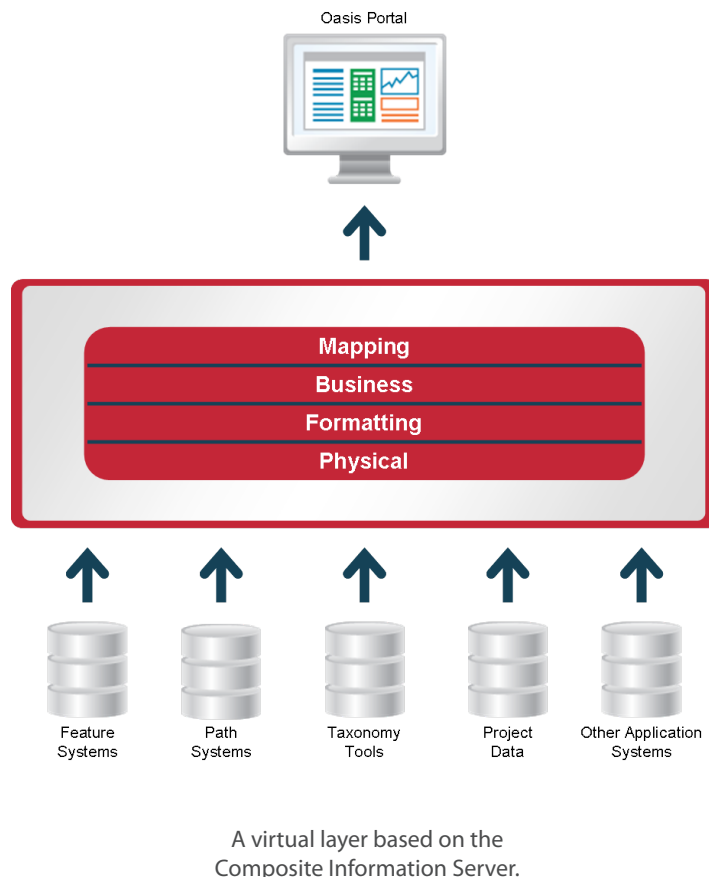 Oasis Portal
Mapping
Business
Formatting
Physical
Feature
Systems
Path
Systems
Taxonomy
Tools
Project
Data
Other Application
Systems
A virtual layer based on the
Composite Information Server.